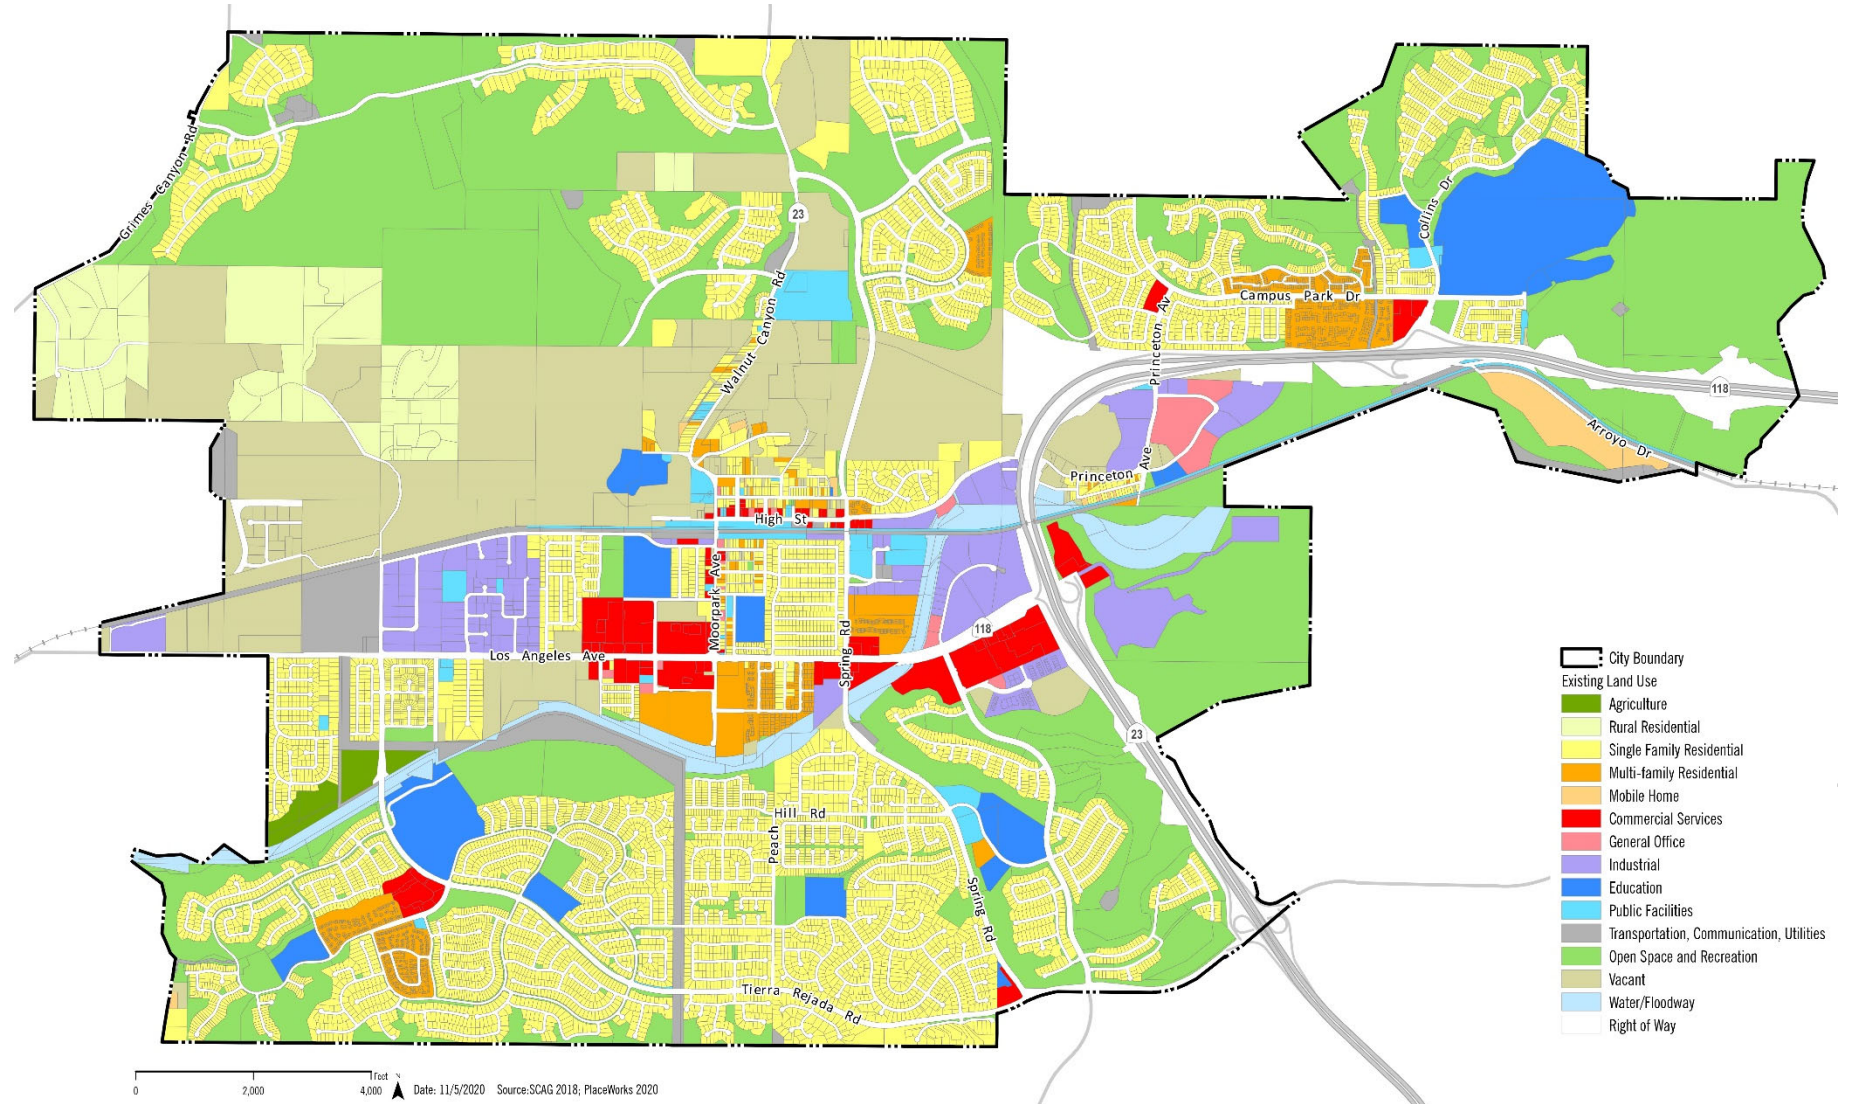 Grimes Canyon Rd
23
Walnut Canyon Rd
Collins Dr
Campus Park Dr
Princeton Av
118
Arroyo Dr
Princeton Ave
High St
Moorpark Ave
Los Angeles Ave
Spring Rd
118
23
Hill Rd
Peach
Spring Rd
Tierra Rejada Rd
City Boundary
Existing Land Use
Agriculture
Rural Residential
Single Family Residential
Multi-family Residential
Mobile Home
Commercial Services
General Office
Industrial
Education
Public Facilities
Transportation, Communication, Utilities
Open Space and Recreation
Vacant
Water/Floodway
Right of Way
Feet N
0 2,000 4,000
Date: 11/5/2020 Source:SCAG 2018; PlaceWorks 2020